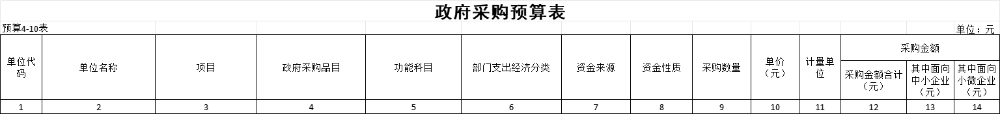 政府采购预算表
预算4-10表
单位：元
单位代
码
单位名称
项目
政府采购品目
功能科目
部门支出经济分类
资金来源
资金性质
采购数量
单价
（元）
计量单
位
采购金额
采购金额合计
（元）
其中面向
中小企业
（元）
其中面向
小微企业
（元）
1
2
3
4
5
6
7
8
9
10
11
12
13
14